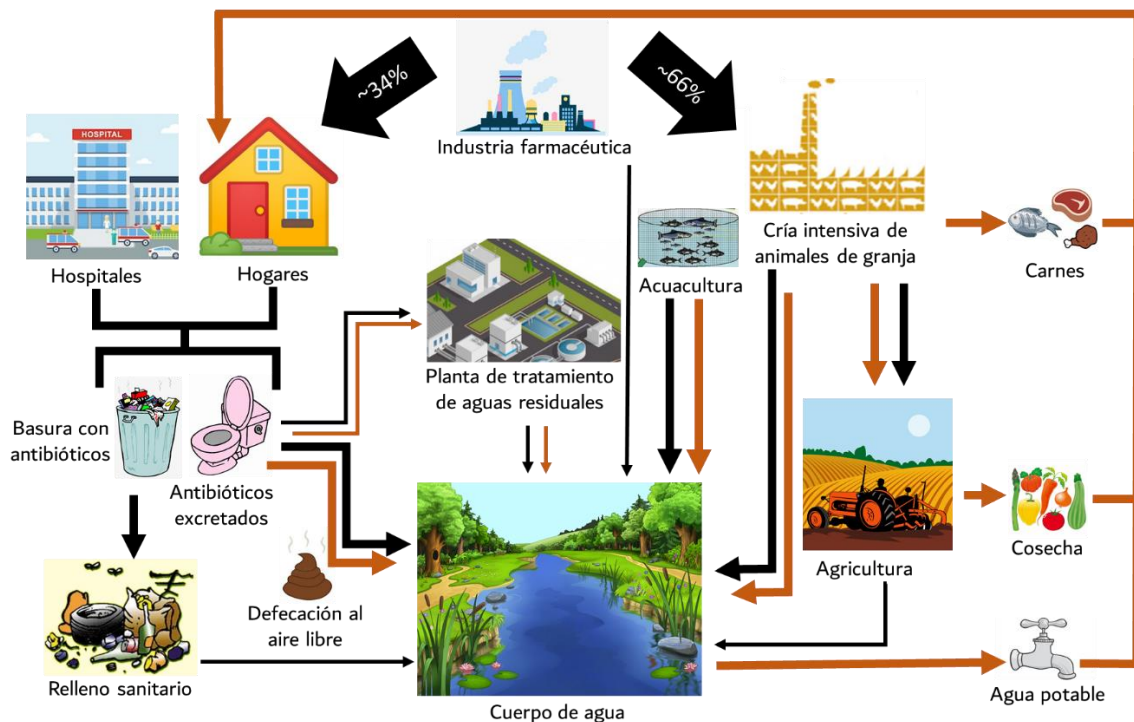 ~34%
~66%
Industria farmacéutica
HOSPITAL
Hospitales
Hogares
Acuacultura
Cría intensiva de
animales de granja
Carnes
Planta de tratamiento
de aguas residuales
Basura con
antibióticos
Antibióticos
excretados
Defecación al
aire libre
Agricultura
Cosecha
Relleno sanitario
Cuerpo de agua
Agua potable